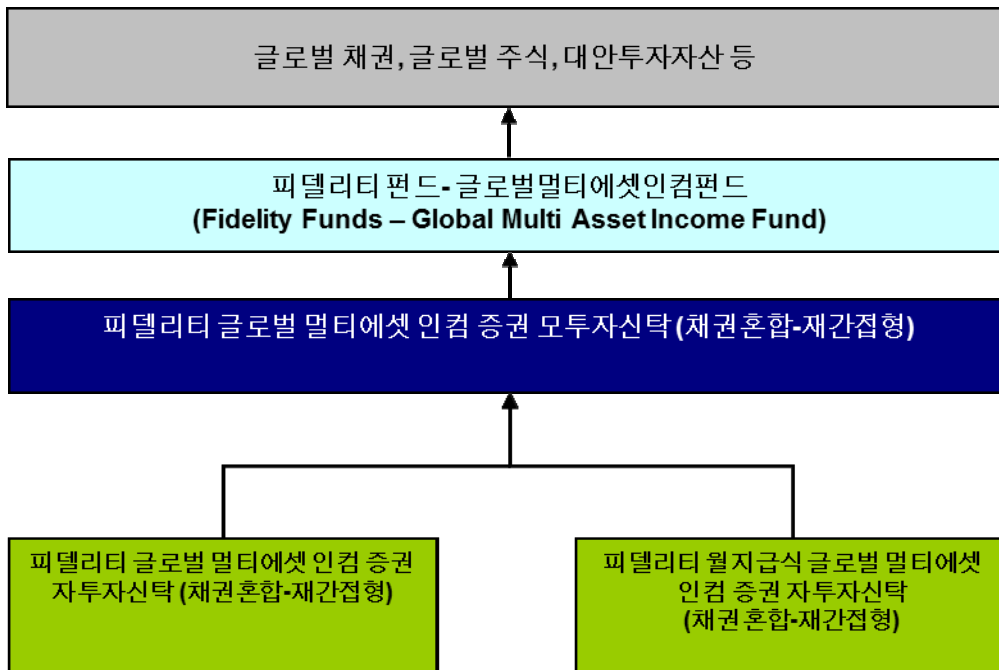 글로벌 채권, 글로벌 주식, 대안투자자산 등
피델리티 펀드- 글로벌멀티에셋인컴펀드
(Fidelity Funds – Global Multi Asset Income Fund)
피델리티 글로벌 멀티에셋 인컴 증권 모투자신탁 (채권혼합-재간접형)
피델리티 글로벌 멀티에셋 인컴 증권
자투자신탁 (채권혼합-재간접형)
피델리티 월지급식 글로벌 멀티에셋
인컴 증권 자투자신탁
(채권혼합-재간접형)